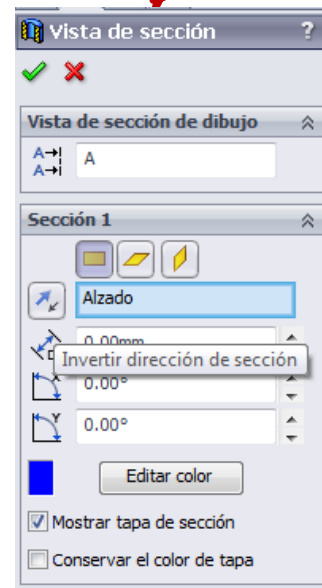 Vista de sección ?
Vista de sección de dibujo
A
A
A
Sección 1
Alzado
0.00mm
Invertir dirección de sección
X
0.00°
Y
0.00°
Editar color
Mostrar tapa de sección
Conservar el color de tapa